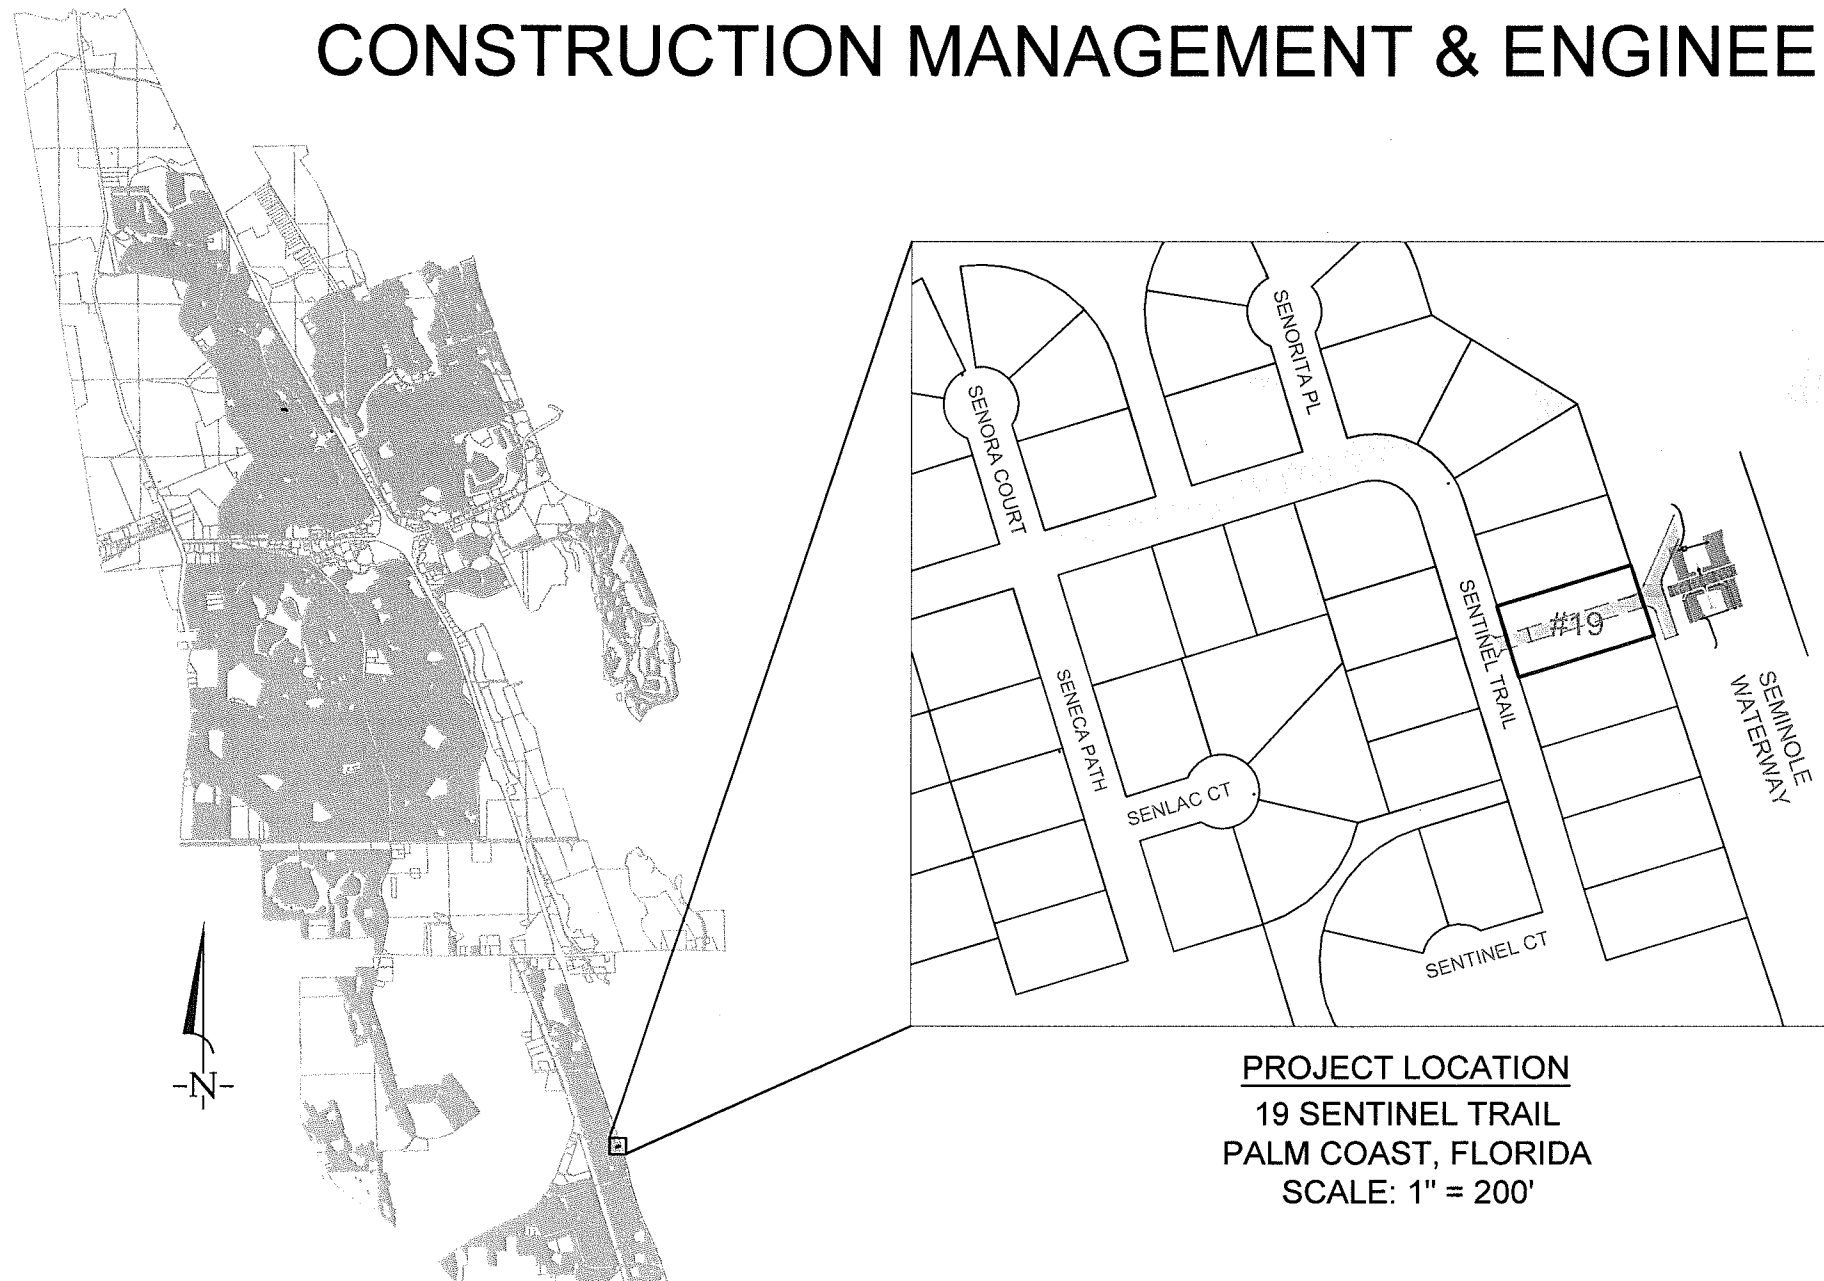 CONSTRUCTION MANAGEMENT & ENGINEE
SENORITA PL
SENORA COURT
SENTINEL TRAIL
#19
SENECA PATH
SEMINOLE
WATERWAY
SENLAC CT
SENTINEL CT
-N-
PROJECT LOCATION
19 SENTINEL TRAIL
PALM COAST, FLORIDA
SCALE: 1" = 200'